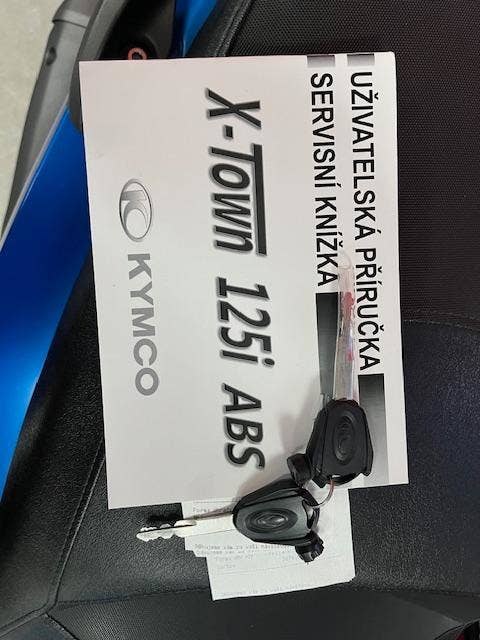 UŽIVATELSKÁ PŘÍRUČKA
SERVISNÍ KNÍŽKA
X-Town 125i ABS
KYMCO